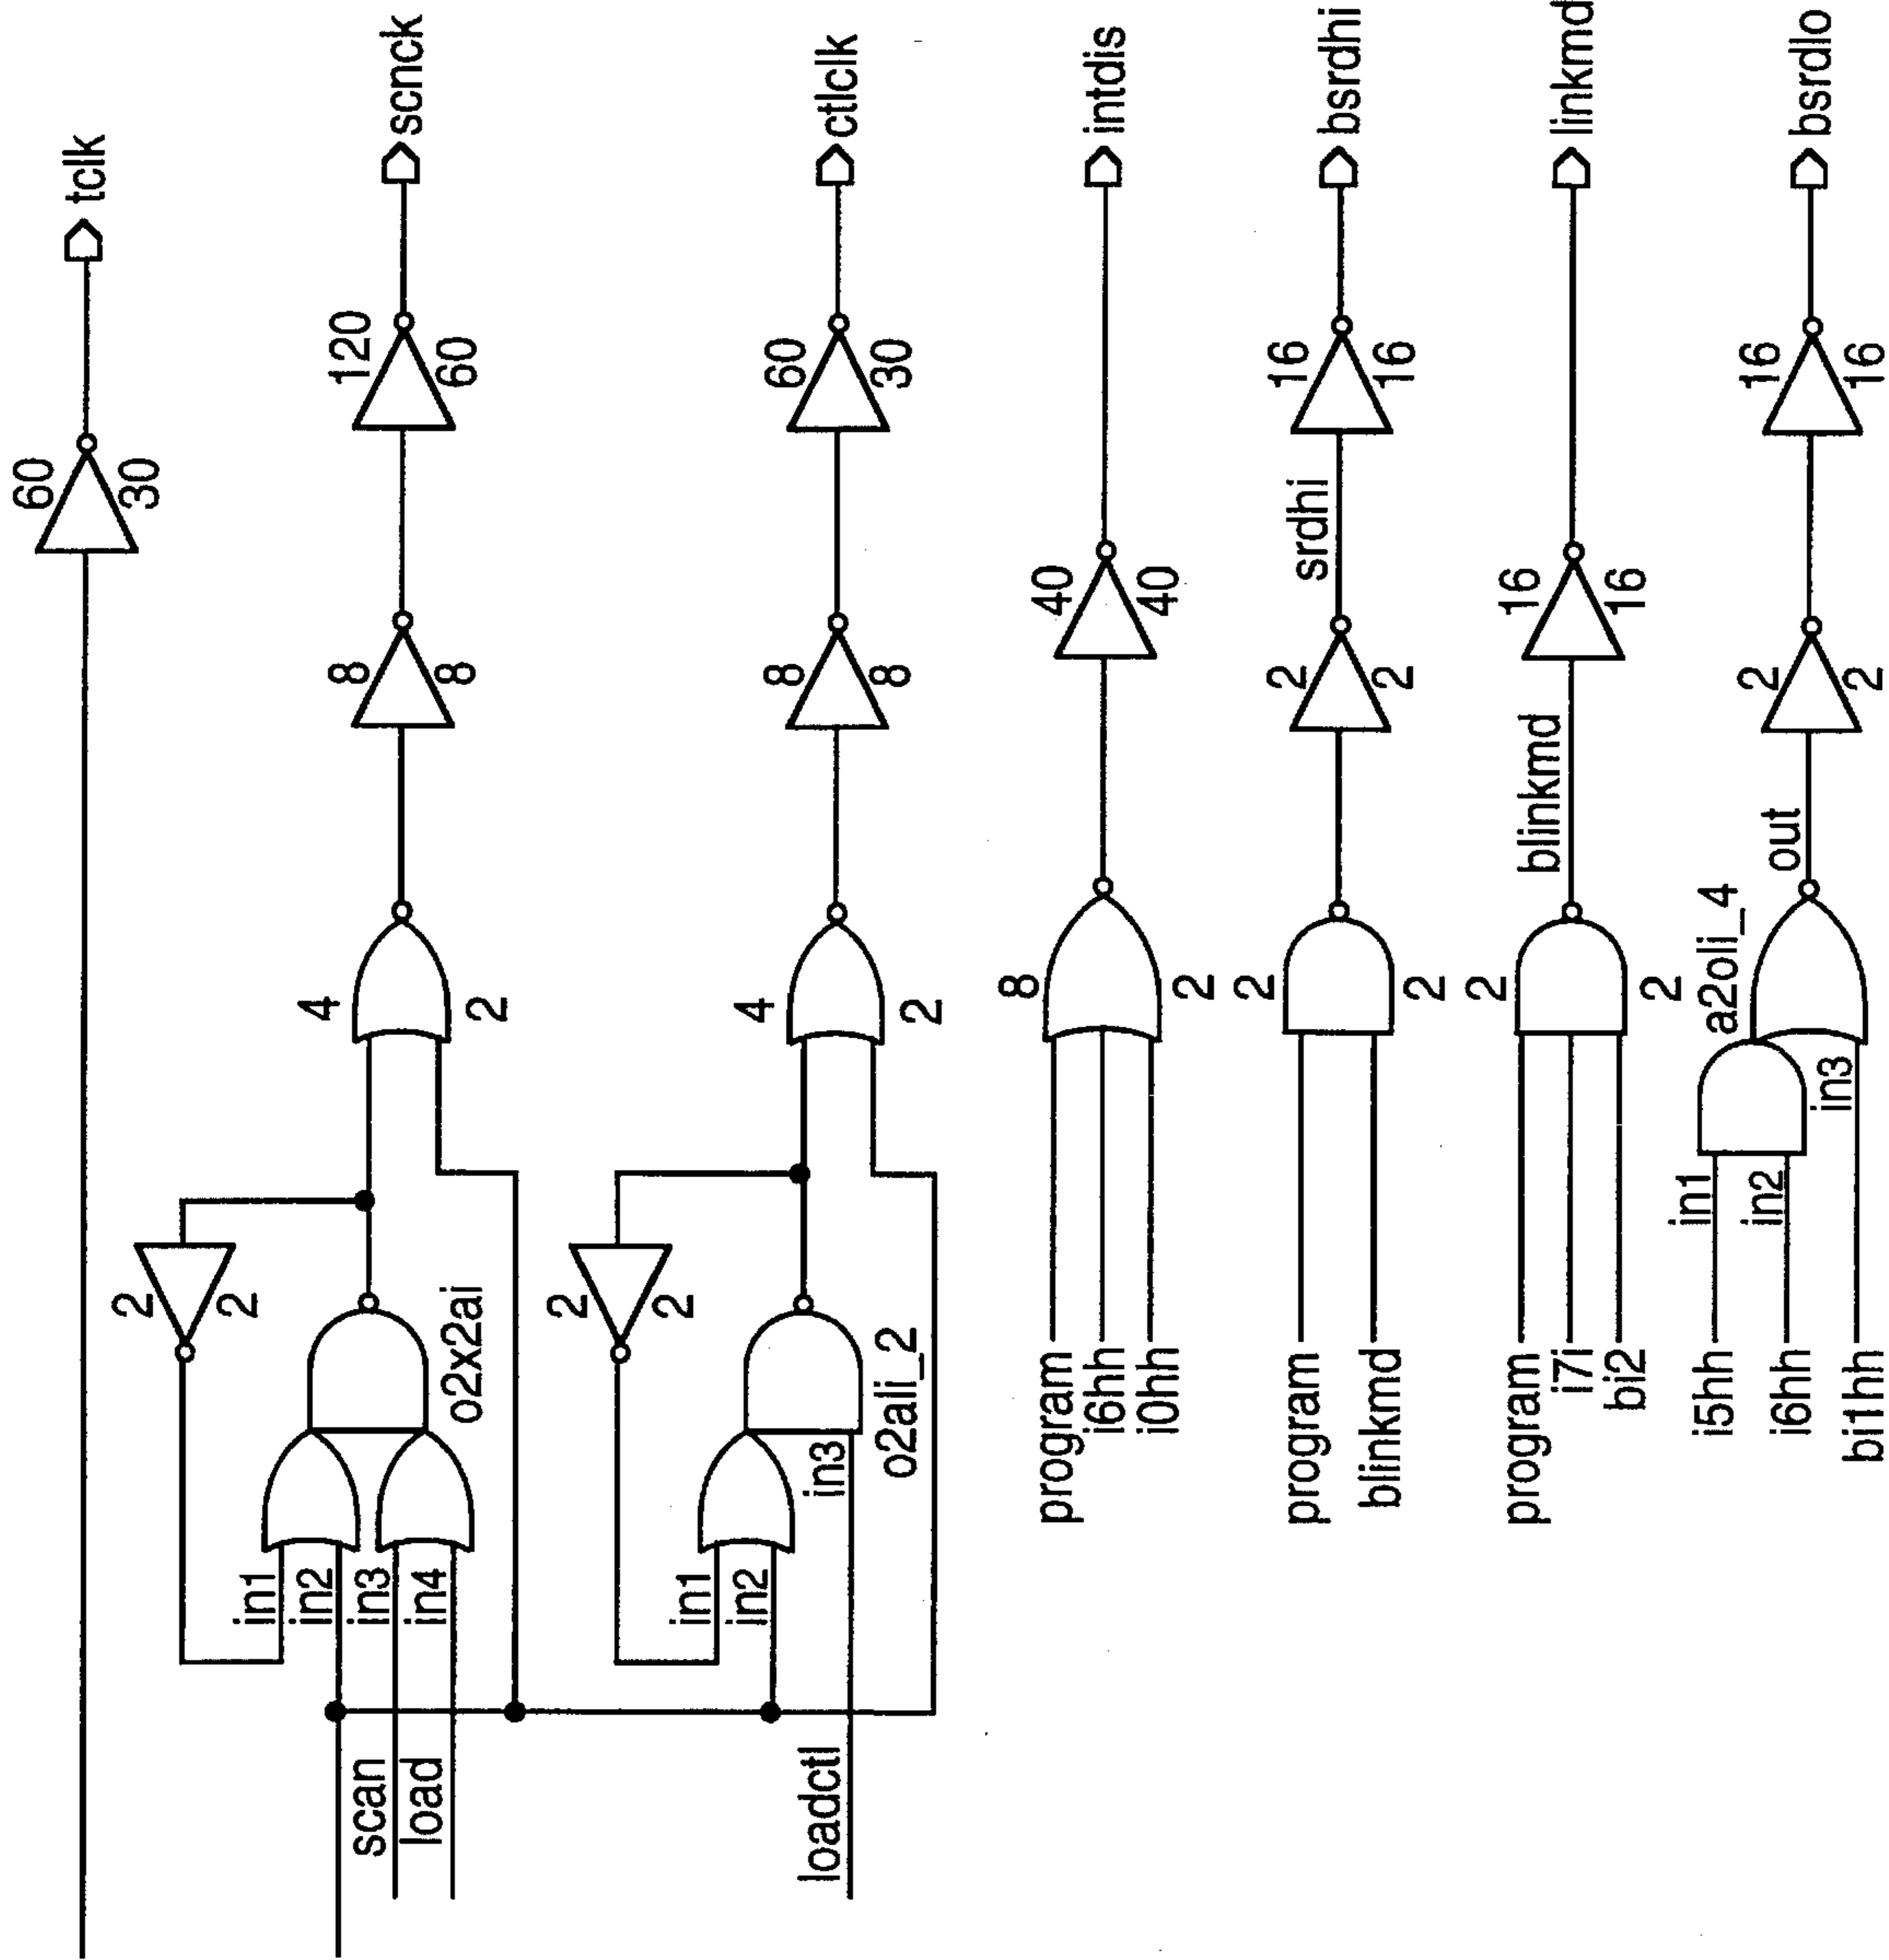 60
30
tclk
2
2
in1
in2
in3
in4
scan
load
o2x2ai
4
2
8
8
120
60
scnck
2
2
in1
in2
in3
loadctl
o2ali_2
4
2
8
8
60
30
ctlclk
program
i6hh
i0hh
8
2
40
40
intdis
program
blinkmd
2
2
2
2
srdhi
16
16
bsrdhi
program
i7i
bi2
2
2
blinkmd
16
16
linkmd
i5hh
i6hh
bi1hh
in1
in2
in3
a2oli_4
out
2
2
16
16
bsrdlo